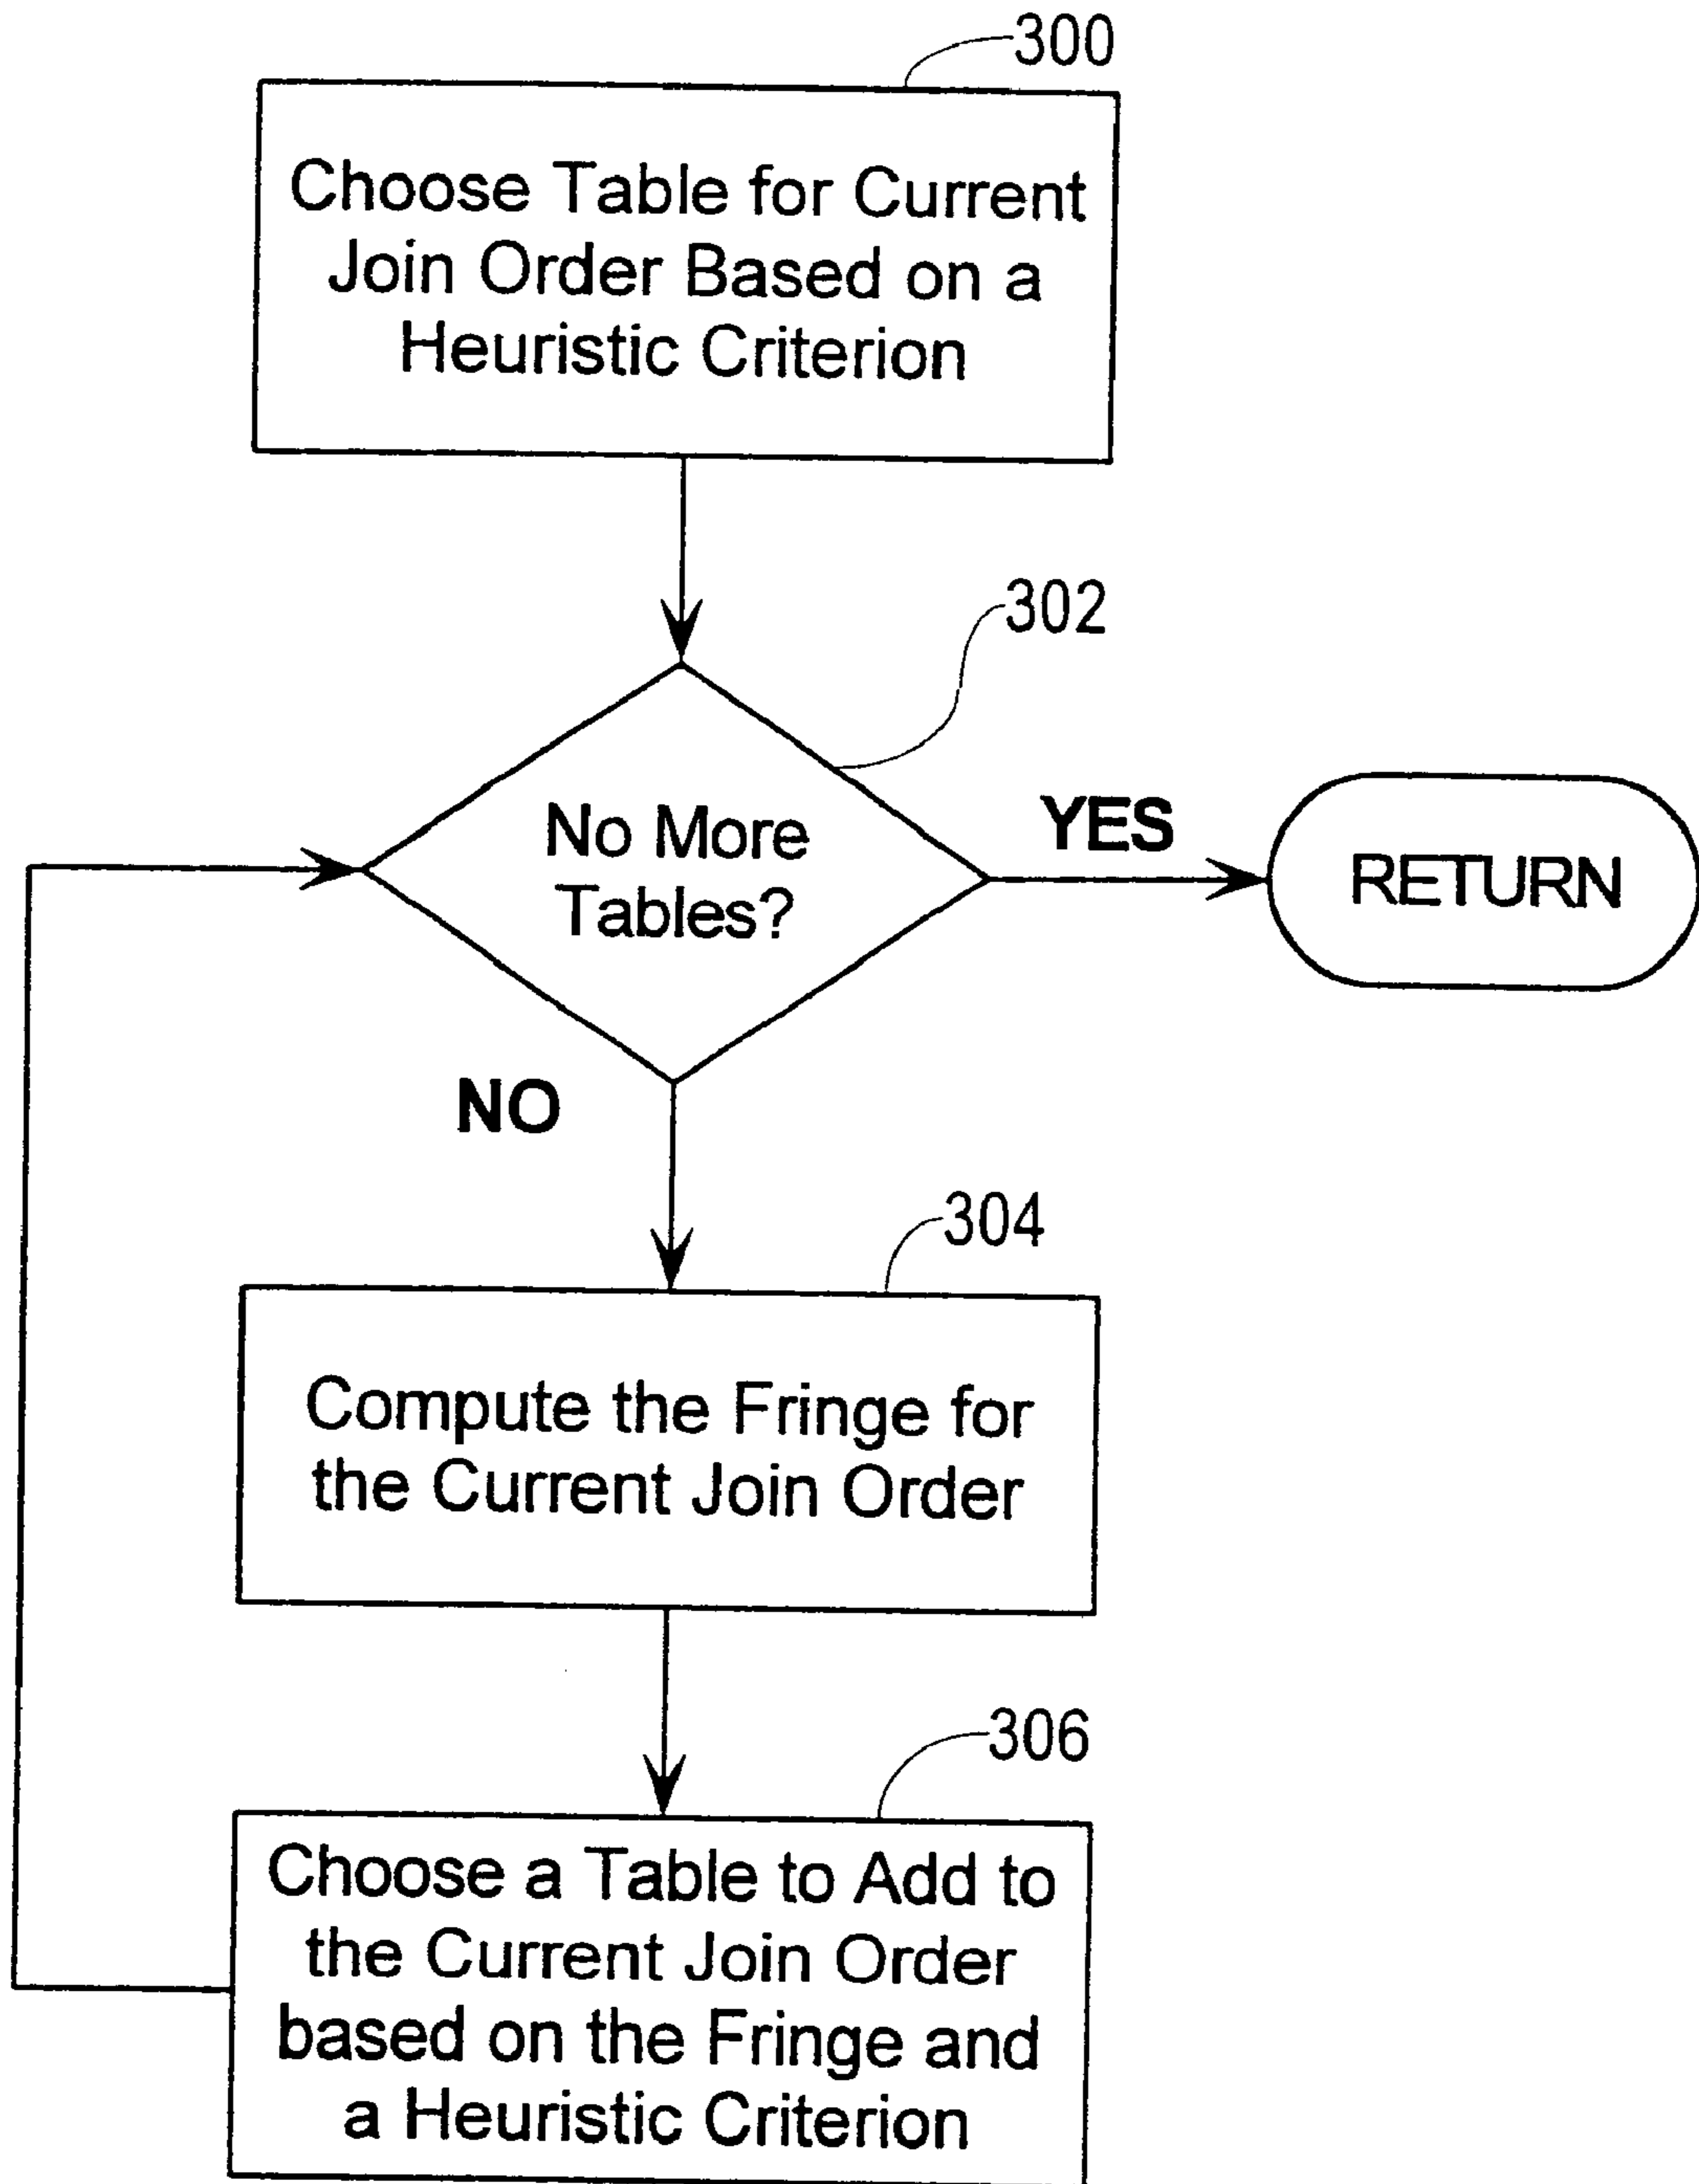 300
Choose Table for Current
Join Order Based on a
Heuristic Criterion
302
No More
Tables?
YES
RETURN
NO
304
Compute the Fringe for
the Current Join Order
306
Choose a Table to Add to
the Current Join Order
based on the Fringe and
a Heuristic Criterion